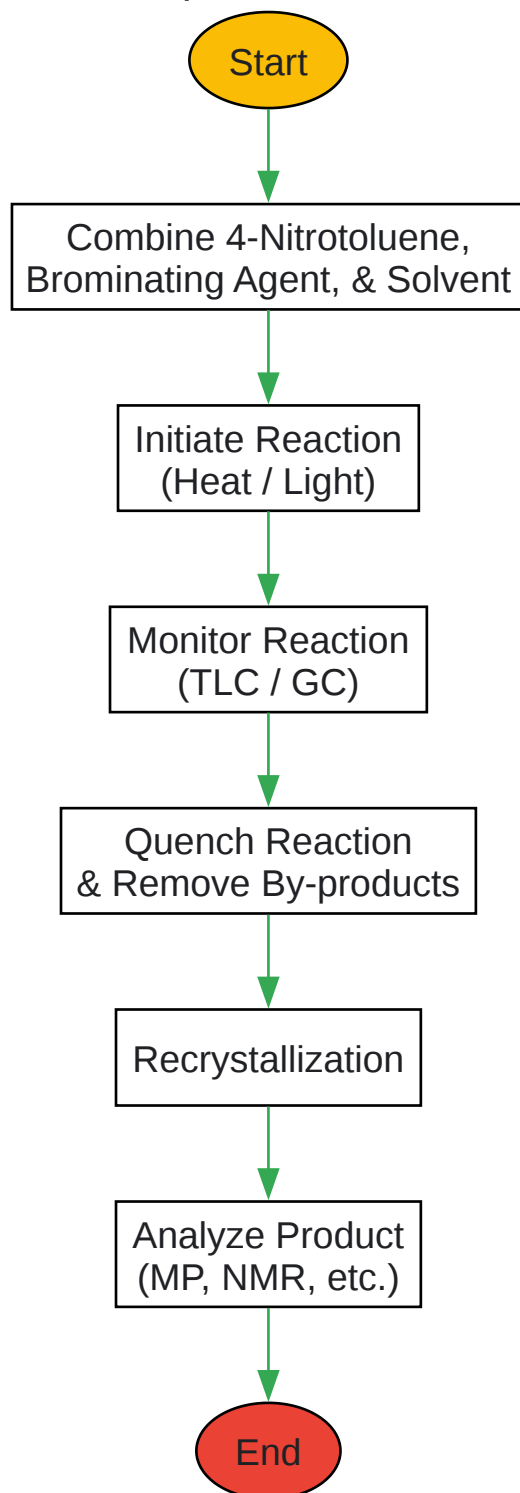 Start
Combine 4-Nitrotoluene,
Brominating Agent, & Solvent
Initiate Reaction
(Heat / Light)
Monitor Reaction
(TLC / GC)
Quench Reaction
& Remove By-products
Recrystallization
Analyze Product
(MP, NMR, etc.)
End